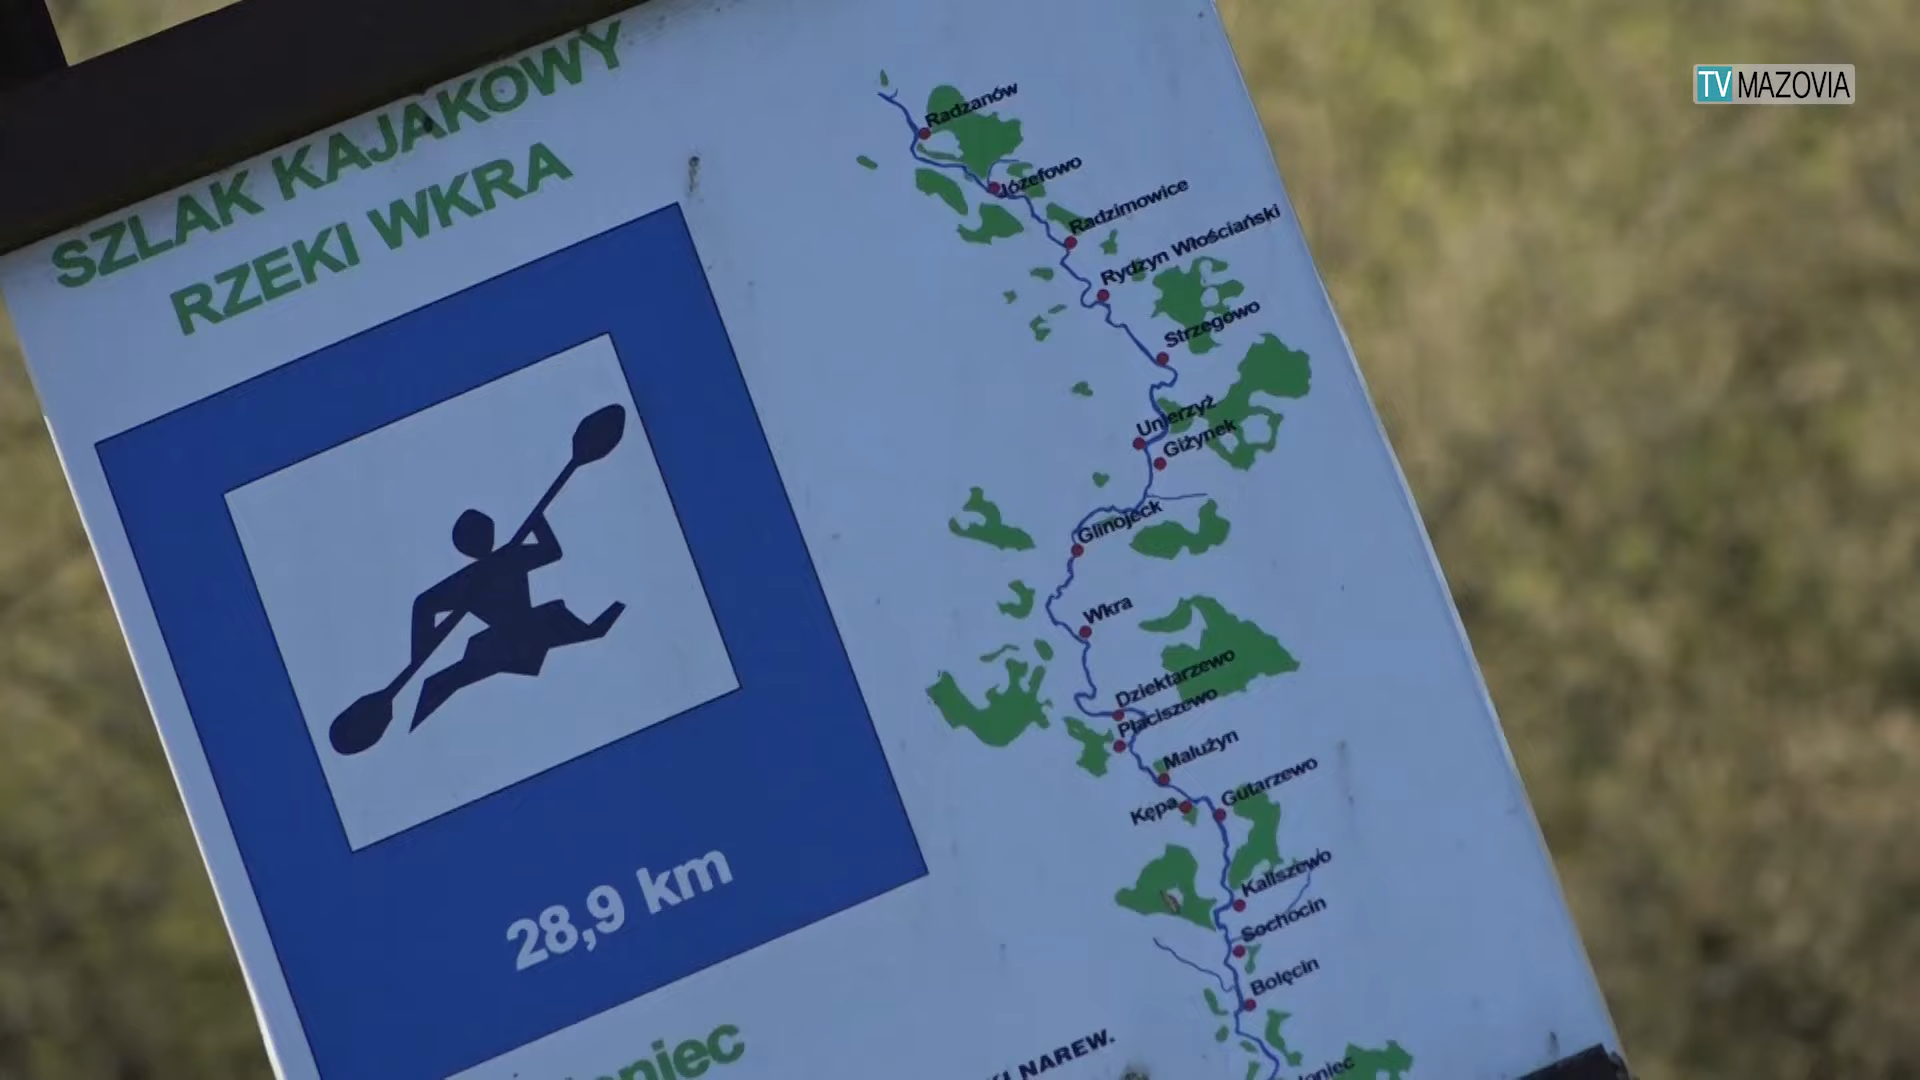 SZLAK KAJAKOWY
RZEKI WKRA
28,9 km
TV MAZOVIA
Radzanów
Józefowo
Radzimowice
Rydzyn Włościański
Strzegowo
Unierzyż
Giżynek
Glinojeck
Wkra
Dziektarzewo
Płaciszewo
Malużyn
Kępa
Gutarzewo
Kaliszewo
Sochocin
Bolęcin
NAREW.